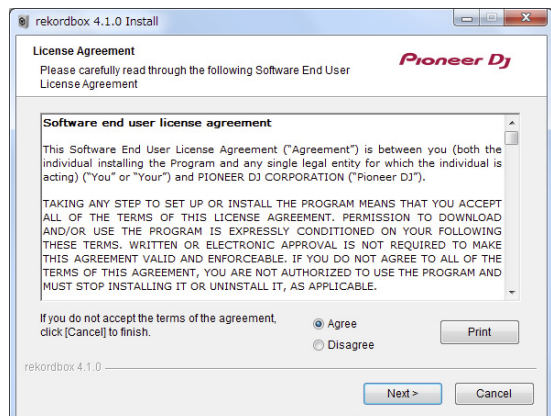 rekordbox 4.1.0 Install
License Agreement
Please carefully read through the following Software End User
License Agreement
Pioneer Dj
Software end user license agreement
This Software End User License Agreement ("Agreement") is between you (both the
individual installing the Program and any single legal entity for which the individual is
acting) ("You" or "Your") and PIONEER DJ CORPORATION ("Pioneer DJ").
TAKING ANY STEP TO SET UP OR INSTALL THE PROGRAM MEANS THAT YOU ACCEPT
ALL OF THE TERMS OF THIS LICENSE AGREEMENT. PERMISSION TO DOWNLOAD
AND/OR USE THE PROGRAM IS EXPRESSLY CONDITIONED ON YOUR FOLLOWING
THESE TERMS. WRITTEN OR ELECTRONIC APPROVAL IS NOT REQUIRED TO MAKE
THIS AGREEMENT VALID AND ENFORCEABLE. IF YOU DO NOT AGREE TO ALL OF THE
TERMS OF THIS AGREEMENT, YOU ARE NOT AUTHORIZED TO USE THE PROGRAM AND
MUST STOP INSTALLING IT OR UNINSTALL IT, AS APPLICABLE.
If you do not accept the terms of the agreement,
click [Cancel] to finish.
Agree
Disagree
Print
rekordbox 4.1.0
Next >
Cancel